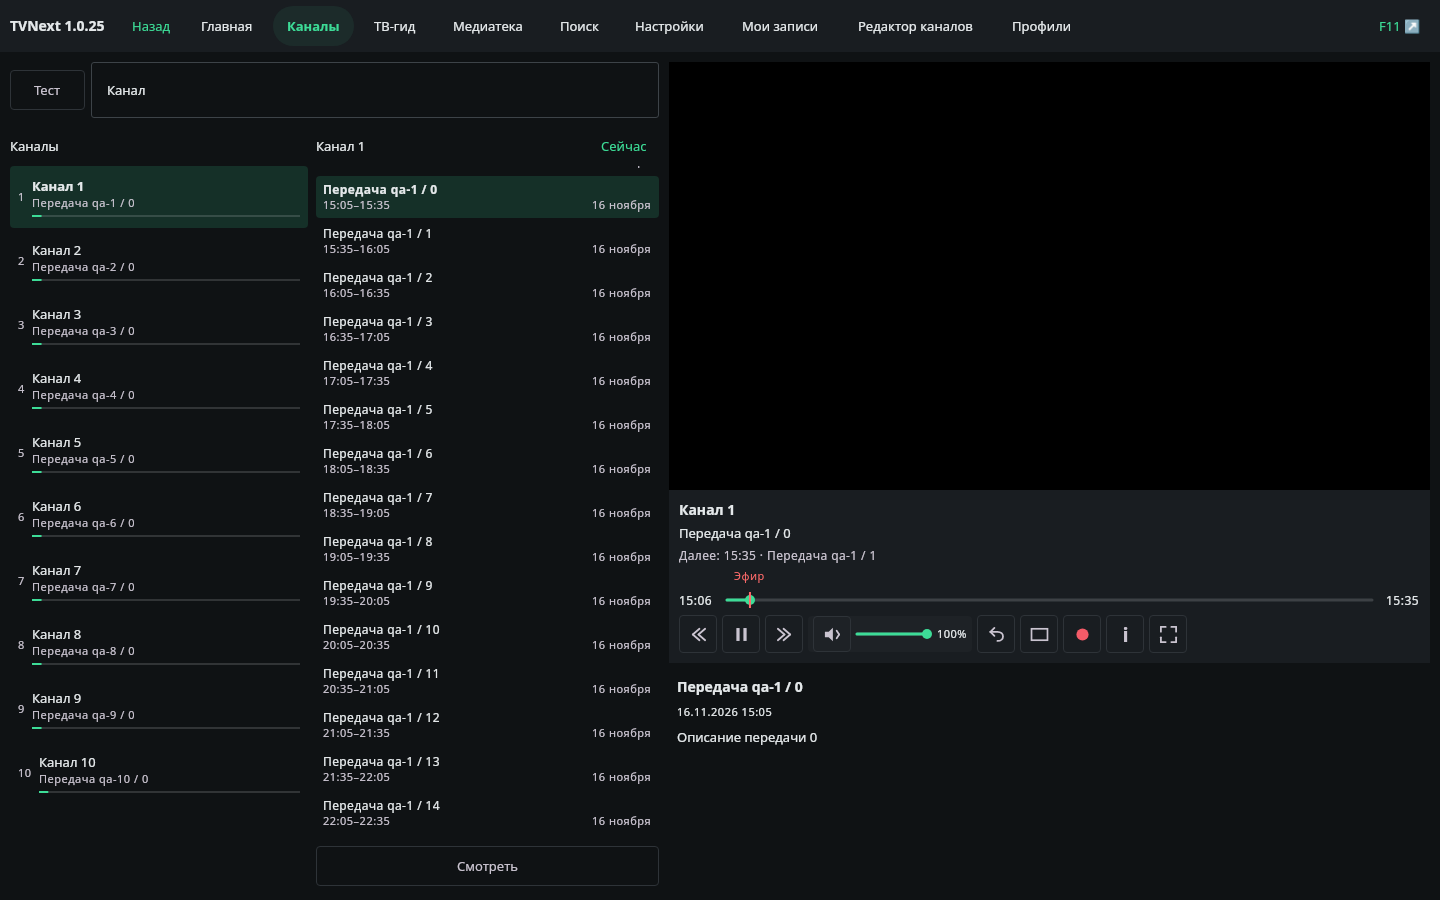 TVNext 1.0.25 Назад Главная Каналы ТВ-гид Медиатека Поиск Настройки Мои записи Редактор каналов Профили F11
Тест Канал
Каналы
1 Канал 1
Передача qa-1 / 0
2 Канал 2
Передача qa-2 / 0
3 Канал 3
Передача qa-3 / 0
4 Канал 4
Передача qa-4 / 0
5 Канал 5
Передача qa-5 / 0
6 Канал 6
Передача qa-6 / 0
7 Канал 7
Передача qa-7 / 0
8 Канал 8
Передача qa-8 / 0
9 Канал 9
Передача qa-9 / 0
10 Канал 10
Передача qa-10 / 0
Канал 1 Сейчас
Передача qa-1 / 0
15:05–15:35 16 ноября
Передача qa-1 / 1
15:35–16:05 16 ноября
Передача qa-1 / 2
16:05–16:35 16 ноября
Передача qa-1 / 3
16:35–17:05 16 ноября
Передача qa-1 / 4
17:05–17:35 16 ноября
Передача qa-1 / 5
17:35–18:05 16 ноября
Передача qa-1 / 6
18:05–18:35 16 ноября
Передача qa-1 / 7
18:35–19:05 16 ноября
Передача qa-1 / 8
19:05–19:35 16 ноября
Передача qa-1 / 9
19:35–20:05 16 ноября
Передача qa-1 / 10
20:05–20:35 16 ноября
Передача qa-1 / 11
20:35–21:05 16 ноября
Передача qa-1 / 12
21:05–21:35 16 ноября
Передача qa-1 / 13
21:35–22:05 16 ноября
Передача qa-1 / 14
22:05–22:35 16 ноября
Смотреть
Канал 1
Передача qa-1 / 0
Далее: 15:35 · Передача qa-1 / 1
Эфир
15:06 15:35
100%
Передача qa-1 / 0
16.11.2026 15:05
Описание передачи 0